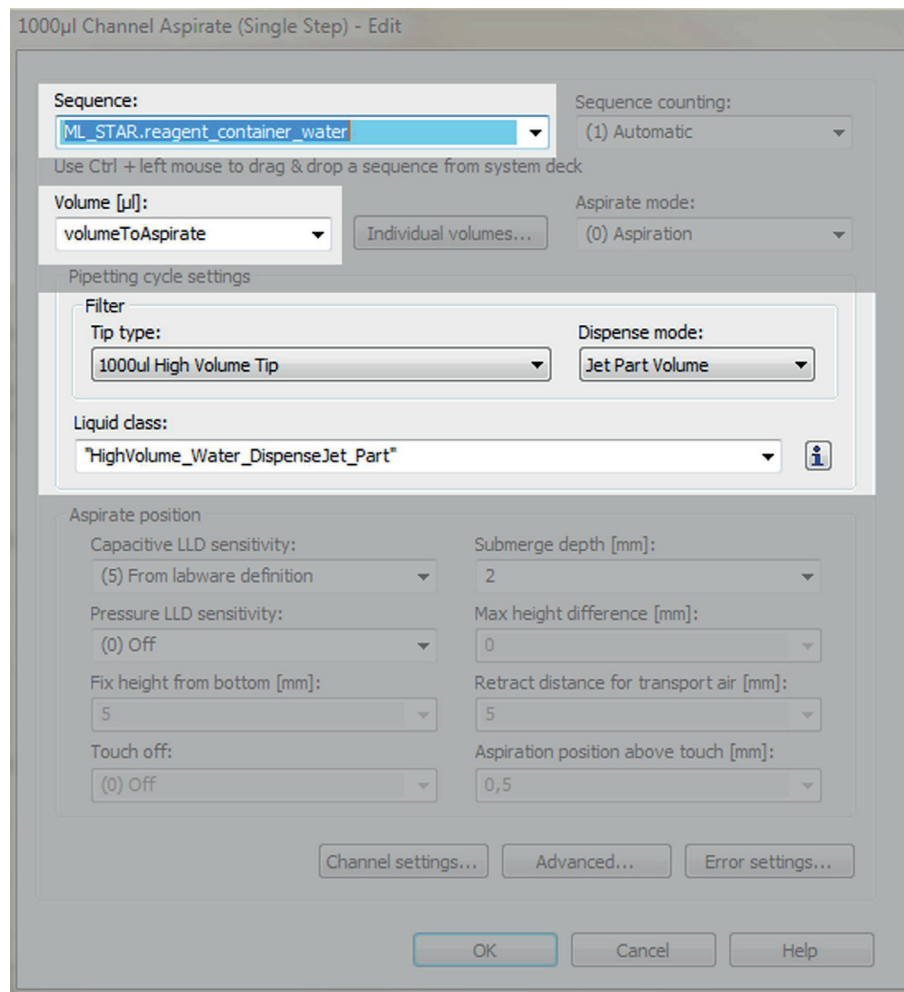 1000µl Channel Aspirate (Single Step) - Edit
Sequence: Sequence counting:
ML_STAR.reagent_container_water (1) Automatic
Use Ctrl + left mouse to drag & drop a sequence from system deck
Volume [µl]: Aspirate mode:
volumeToAspirate Individual volumes... (0) Aspiration
Pipetting cycle settings
Filter
Tip type: Dispense mode:
1000ul High Volume Tip Jet Part Volume
Liquid class:
"HighVolume_Water_DispenseJet_Part" i
Aspirate position
Capacitive LLD sensitivity: Submerge depth [mm]:
(5) From labware definition 2
Pressure LLD sensitivity: Max height difference [mm]:
(0) Off 0
Fix height from bottom [mm]: Retract distance for transport air [mm]:
5 5
Touch off: Aspiration position above touch [mm]:
(0) Off 0,5
Channel settings... Advanced... Error settings...
OK Cancel Help